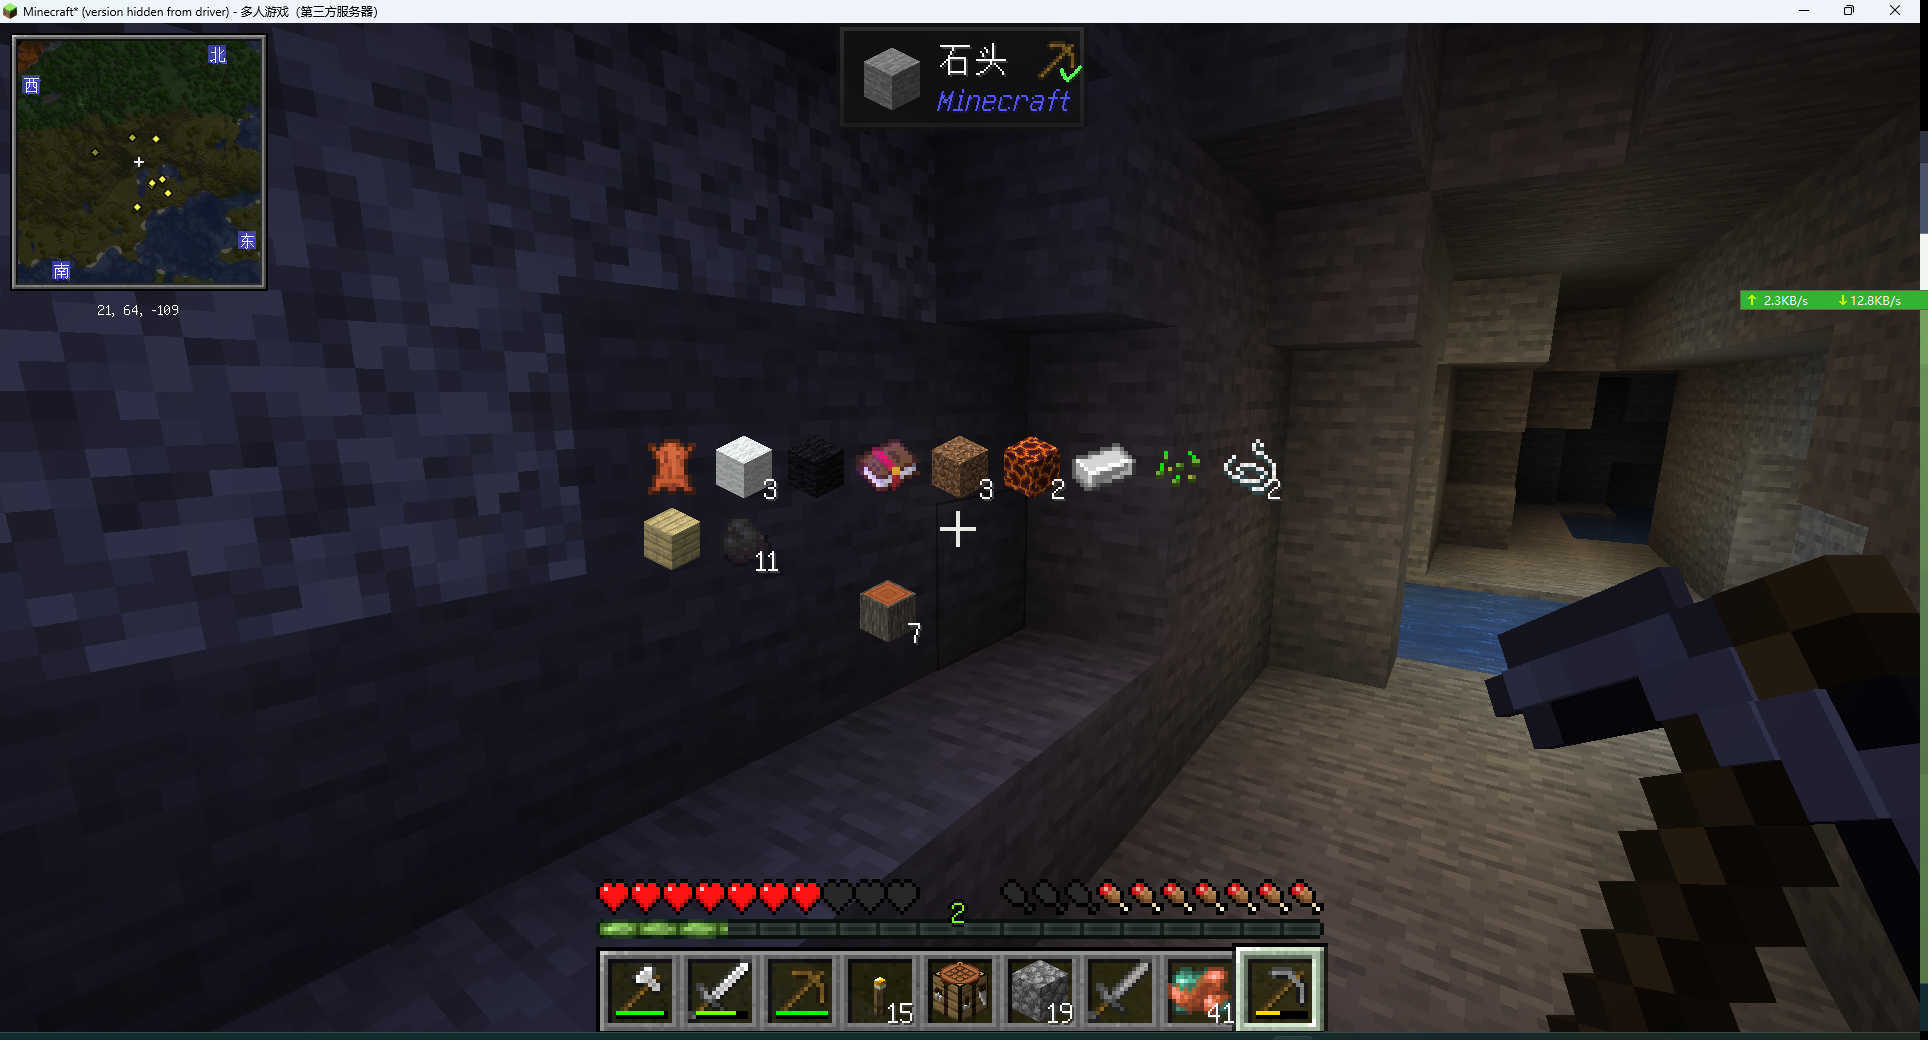 Minecraft* (version hidden from driver) - 多人游戏（第三方服务器）
北
西
东
南
21, 64, -109
石头
Minecraft
↑ 2.3KB/s ↓ 12.8KB/s
3
3
2
2
11
7
2
15
19
41